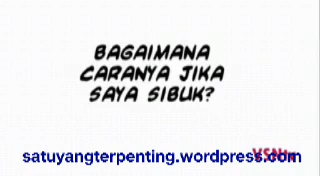 BAGAIMANA
CARANYA JIKA
SAYA SIBUK?
satuyangterpenting.wordpress.com